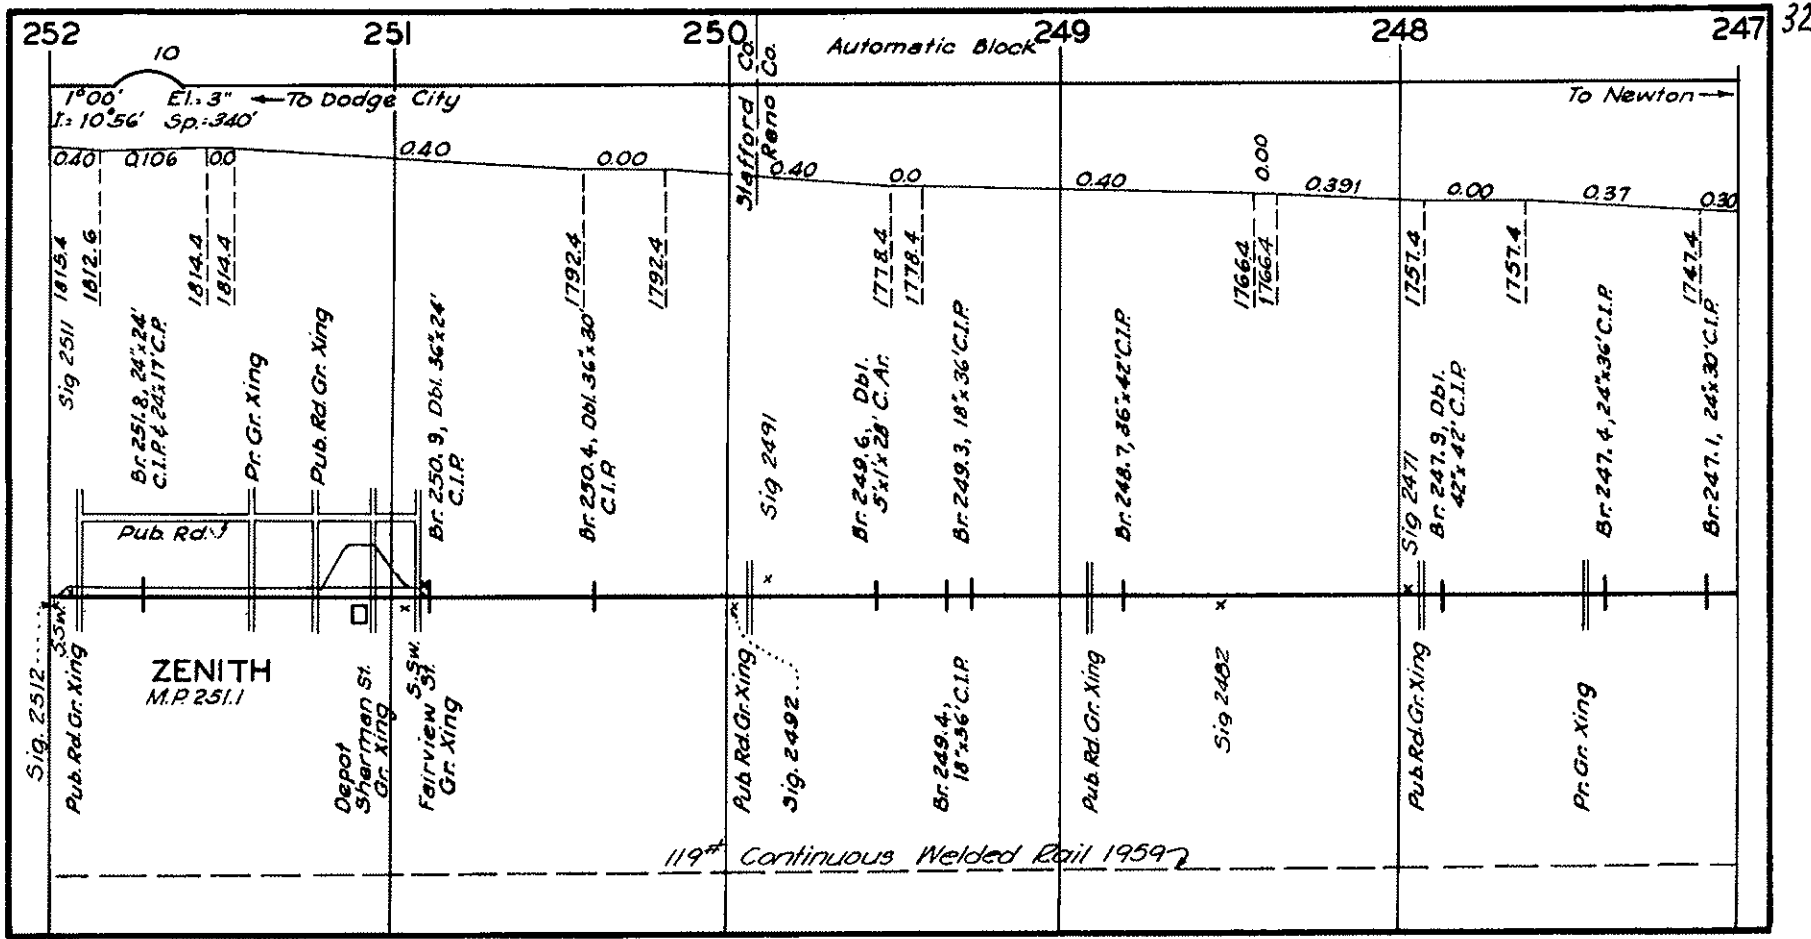 32
252 251 250 249 248 247
Automatic Block
Stafford Co.
Reno Co.
10
1°00' El.: 3" ←To Dodge City
I: 10°56' Sp.: 340'
To Newton→
0.40 0.106 0.0 0.40 0.00 0.40 0.0 0.40 0.00 0.391 0.00 0.37 0.30
1815.4
1812.6
1814.4
1814.4
1792.4
1792.4
1778.4
1778.4
1766.4
1766.4
1757.4
1757.4
1747.4
Sig 2511
Br. 251.8, 24"x24'
C.I.P. & 24"x17' C.P.
Pr. Gr. Xing
Pub. Rd. Gr. Xing
Br. 250.9, Dbl. 36"x24'
C.I.P.
Br. 250.4, Dbl. 36"x30'
C.I.P.
Sig 2491
Br. 249.6, Dbl.
5'x1'x28' C. Ar.
Br. 249.3, 18"x36' C.I.P.
Br. 248.7, 36"x42' C.I.P.
Sig 2471
Br. 247.9, Dbl.
42"x42' C.I.P.
Br. 247.4, 24"x36' C.I.P.
Br. 247.1, 24"x30' C.I.P.
Pub. Rd.
Sig. 2512
S.Sw.
Pub. Rd. Gr. Xing
ZENITH
M.P. 251.1
Depot
Sherman St.
Gr. Xing
S.Sw.
Fairview St.
Gr. Xing
Pub. Rd. Gr. Xing
Sig. 2492
Br. 249.4,
18"x36' C.I.P.
Pub. Rd. Gr. Xing
Sig 2482
Pub. Rd. Gr. Xing
Pr. Gr. Xing
119# Continuous Welded Rail 1959